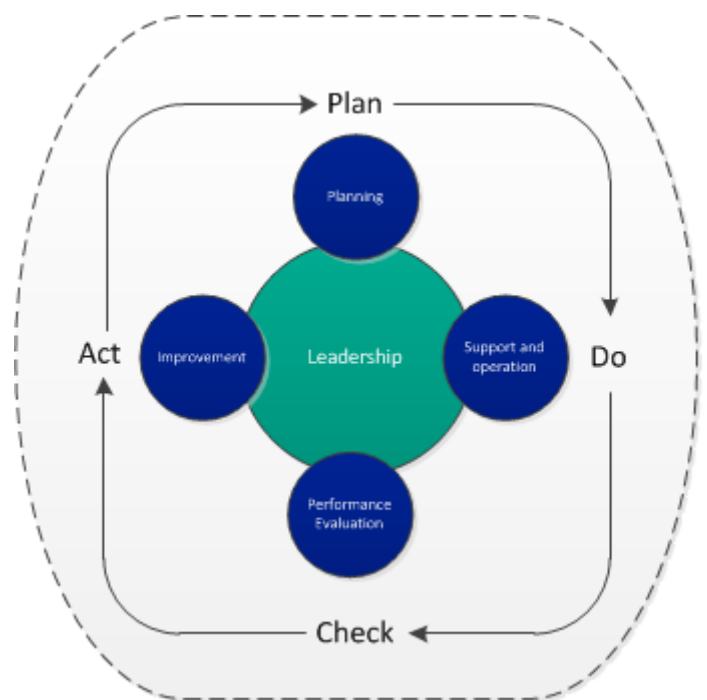 Plan
Planning
Act
Improvement
Leadership
Support and
operation
Do
Performance
Evaluation
Check